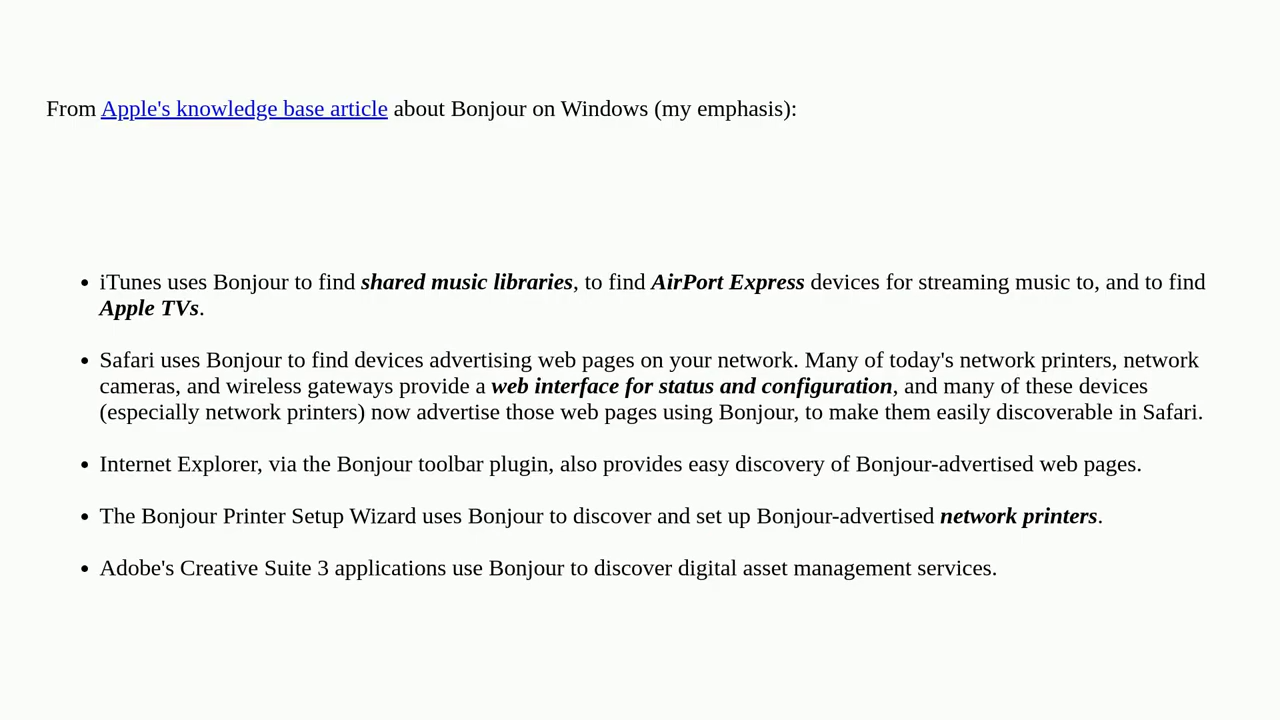 From Apple's knowledge base article about Bonjour on Windows (my emphasis):
• iTunes uses Bonjour to find shared music libraries, to find AirPort Express devices for streaming music to, and to find
Apple TVs.
• Safari uses Bonjour to find devices advertising web pages on your network. Many of today's network printers, network
cameras, and wireless gateways provide a web interface for status and configuration, and many of these devices
(especially network printers) now advertise those web pages using Bonjour, to make them easily discoverable in Safari.
• Internet Explorer, via the Bonjour toolbar plugin, also provides easy discovery of Bonjour-advertised web pages.
• The Bonjour Printer Setup Wizard uses Bonjour to discover and set up Bonjour-advertised network printers.
• Adobe's Creative Suite 3 applications use Bonjour to discover digital asset management services.